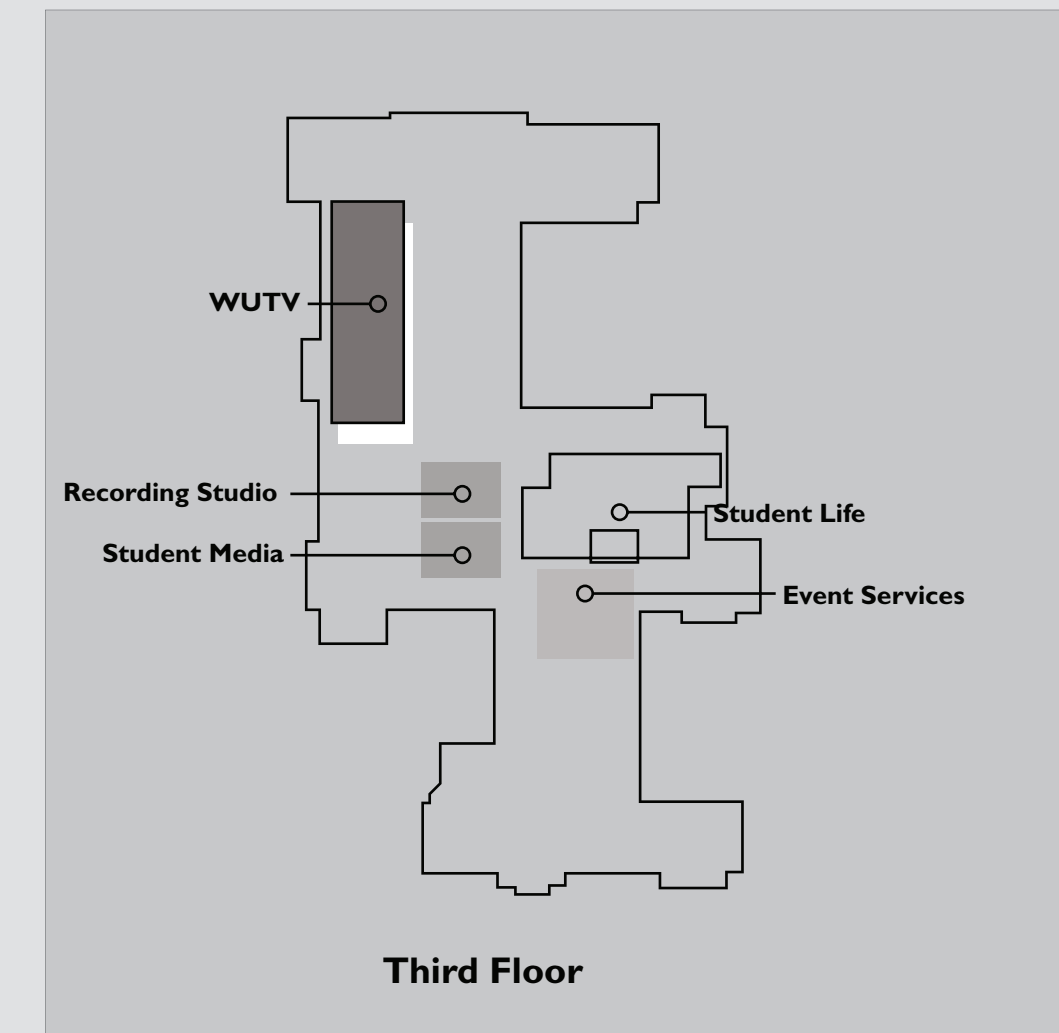 WUTV
Recording Studio
Student Life
Student Media
Event Services
Third Floor